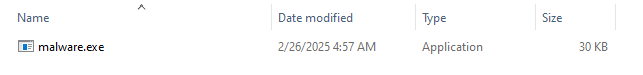 Name Date modified Type Size
malware.exe 2/26/2025 4:57 AM Application 30 KB